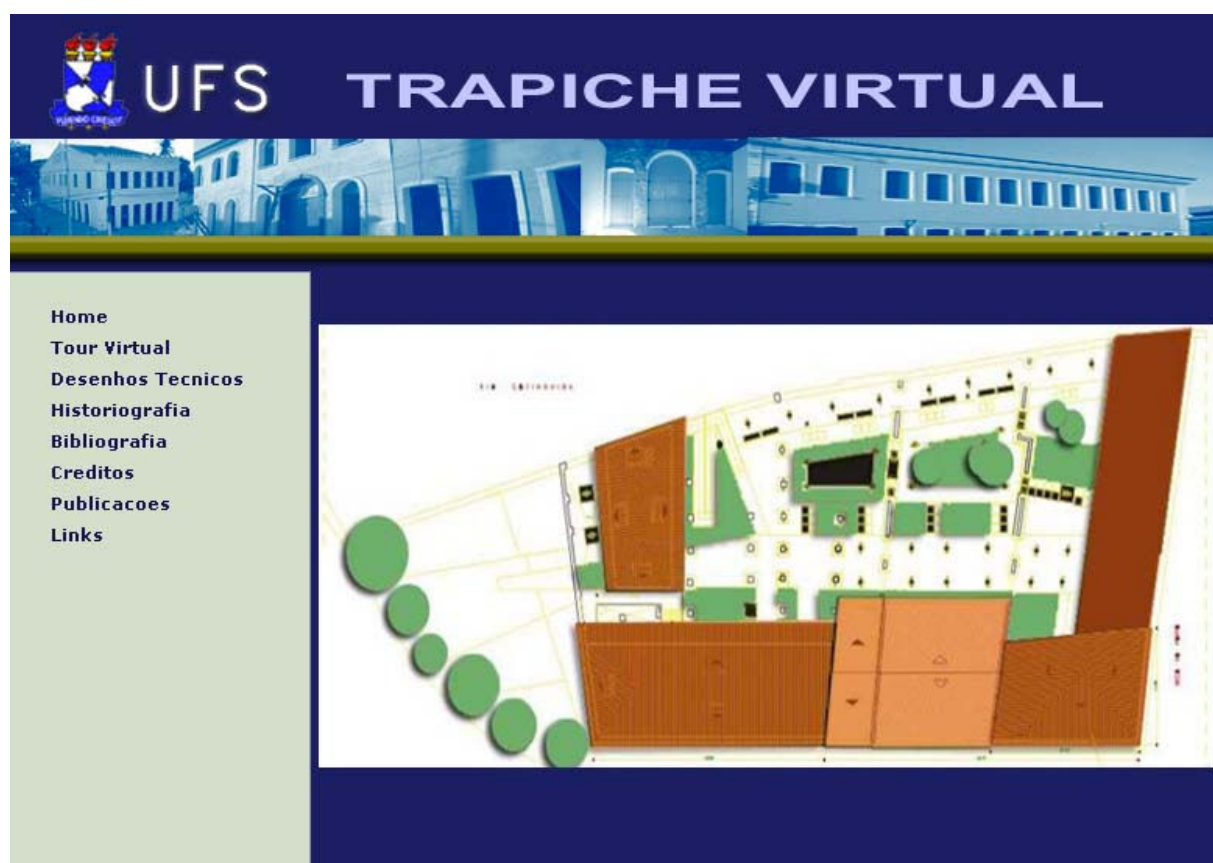 UFS
TRAPICHE VIRTUAL
Home
Tour Virtual
Desenhos Tecnicos
Historiografia
Bibliografia
Creditos
Publicacoes
Links